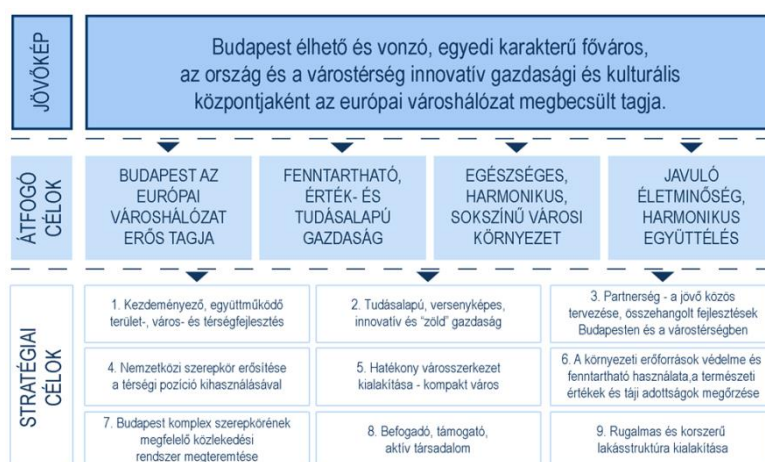 JÖVŐKÉP
Budapest élhető és vonzó, egyedi karakterű főváros,
az ország és a várostérség innovatív gazdasági és kulturális
központjaként az európai városhálózat megbecsült tagja.
ÁTFOGÓ
CÉLOK
BUDAPEST AZ
EURÓPAI
VÁROSHÁLÓZAT
ERŐS TAGJA
FENNTARTHATÓ,
ÉRTÉK- ÉS
TUDÁSALAPÚ
GAZDASÁG
EGÉSZSÉGES,
HARMONIKUS,
SOKSZÍNŰ VÁROSI
KÖRNYEZET
JAVULÓ
ÉLETMINŐSÉG,
HARMONIKUS
EGYÜTTÉLÉS
STRATÉGIAI
CÉLOK
1. Kezdeményező, együttműködő
terület-, város- és térségfejlesztés
2. Tudásalapú, versenyképes,
innovatív és "zöld" gazdaság
3. Partnerség - a jövő közös
tervezése, összehangolt fejlesztések
Budapesten és a várostérségben
4. Nemzetközi szerepkör erősítése
a térségi pozíció kihasználásával
5. Hatékony városszerkezet
kialakítása - kompakt város
6. A környezeti erőforrások védelme és
fenntartható használata,a természeti
értékek és táji adottságok megőrzése
7. Budapest komplex szerepkörének
megfelelő közlekedési
rendszer megteremtése
8. Befogadó, támogató,
aktív társadalom
9. Rugalmas és korszerű
lakásstruktúra kialakítása